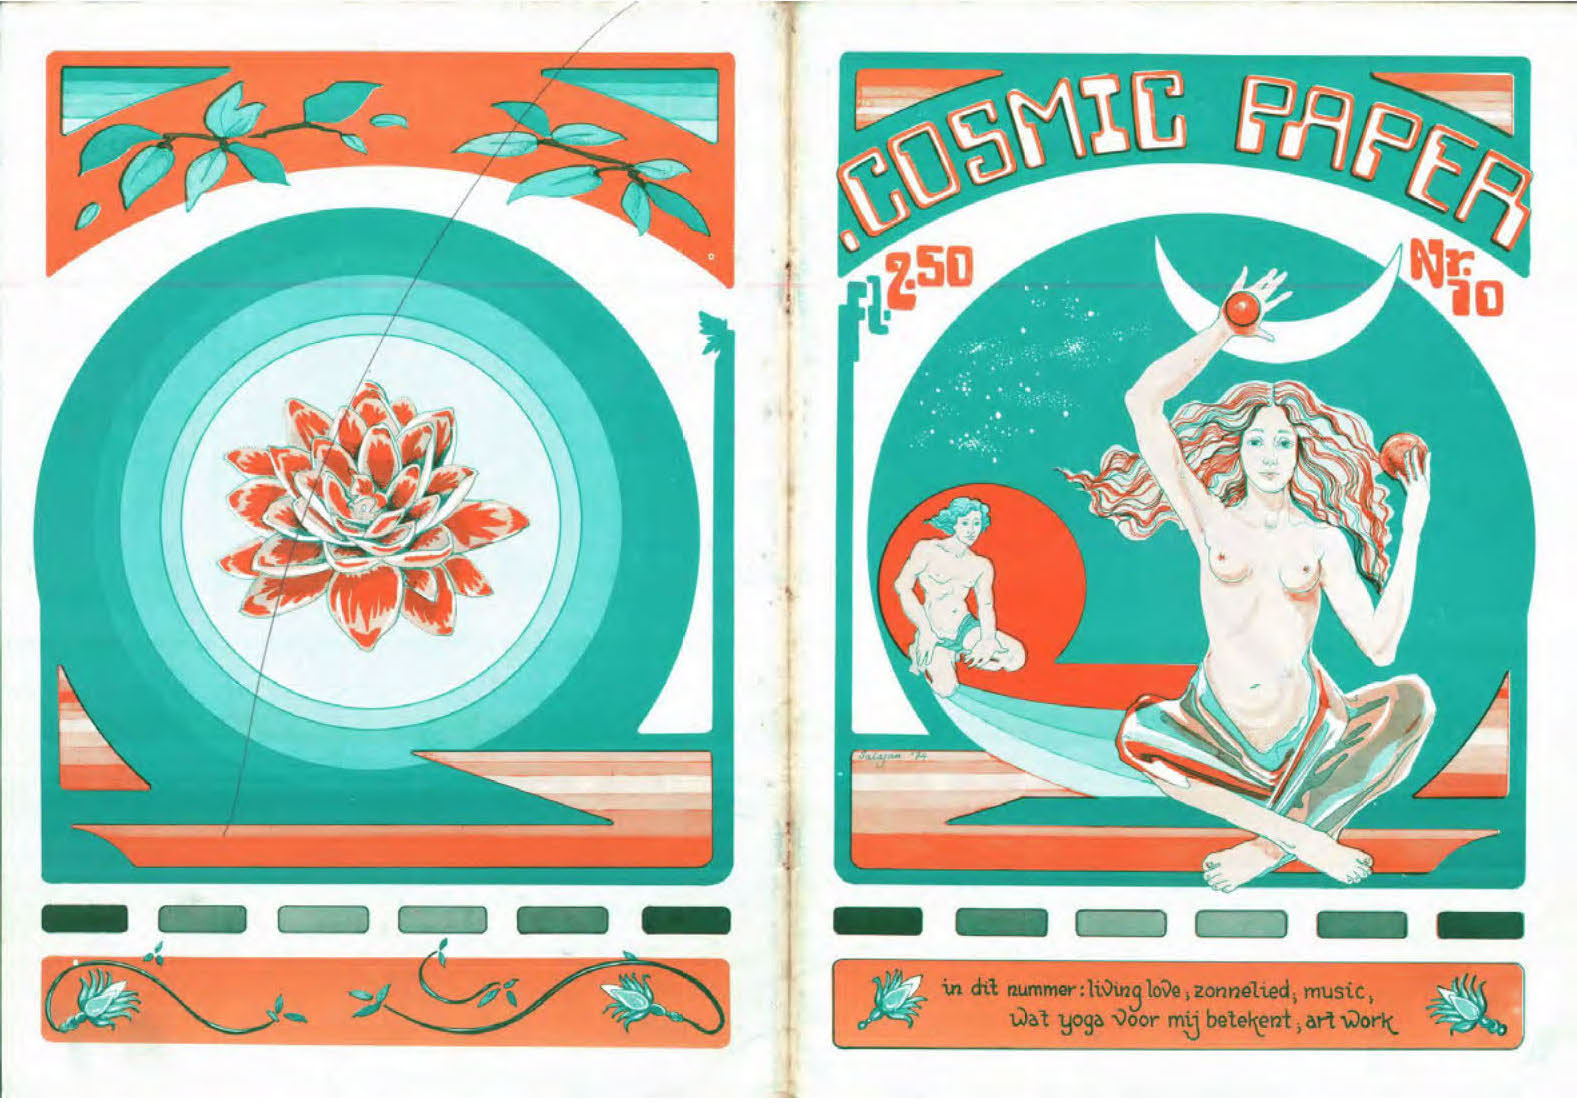 COSMIC PAPER
Fl. 2.50
Nr. 10
Salajan '74
in dit nummer: living love, zonnelied, music,
wat yoga voor mij betekent, art work